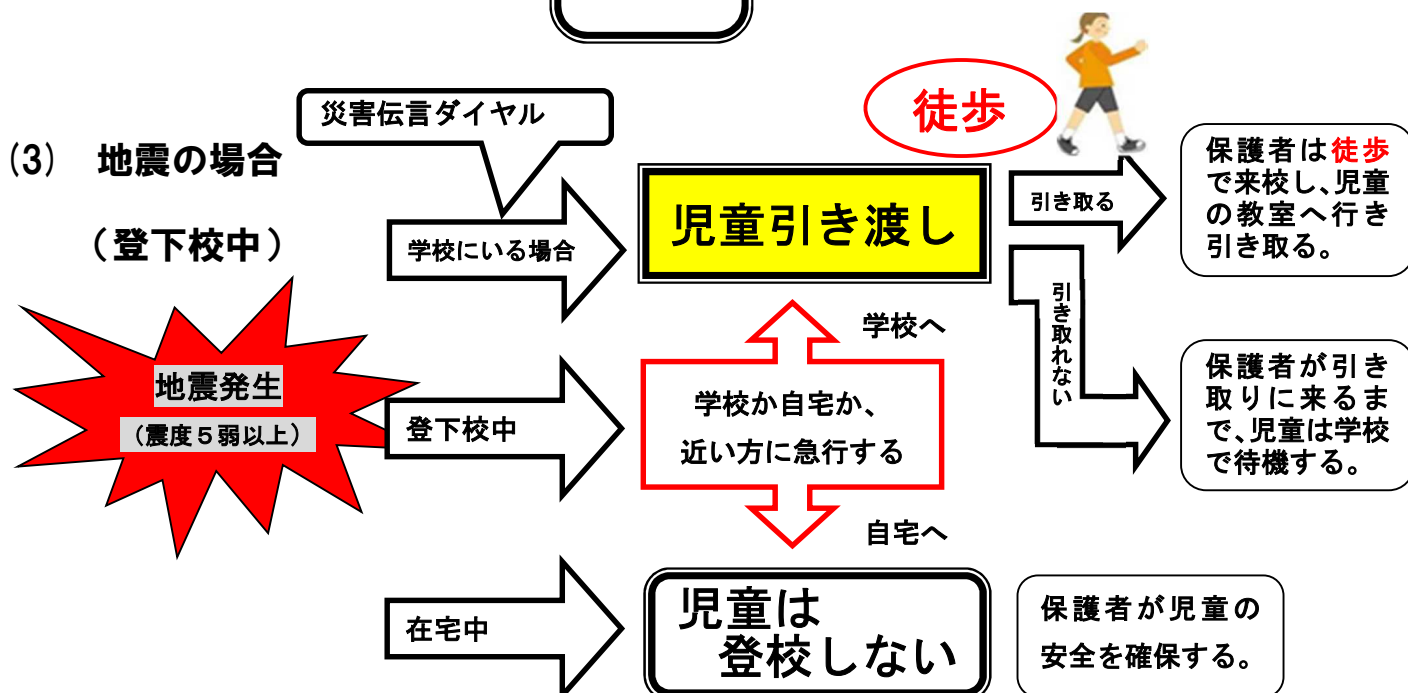 徒歩
災害伝言ダイヤル
(3) 地震の場合
（登下校中）
学校にいる場合
児童引き渡し
引き取る
保護者は徒歩
で来校し、児童
の教室へ行き
引き取る。
引き取れない
学校へ
地震発生
（震度５弱以上）
登下校中
学校か自宅か、
近い方に急行する
保護者が引き
取りに来るま
で、児童は学校
で待機する。
自宅へ
在宅中
児童は
登校しない
保護者が児童の
安全を確保する。